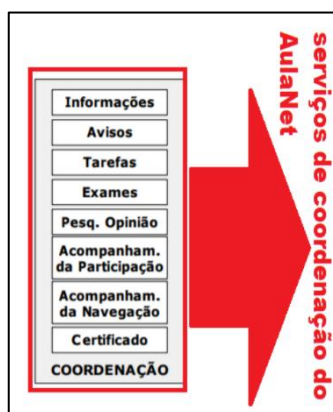 Informações
Avisos
Tarefas
Exames
Pesq. Opinião
Acompanham.
da Participação
Acompanham.
da Navegação
Certificado
COORDENAÇÃO
serviços de coordenação do
AulaNet